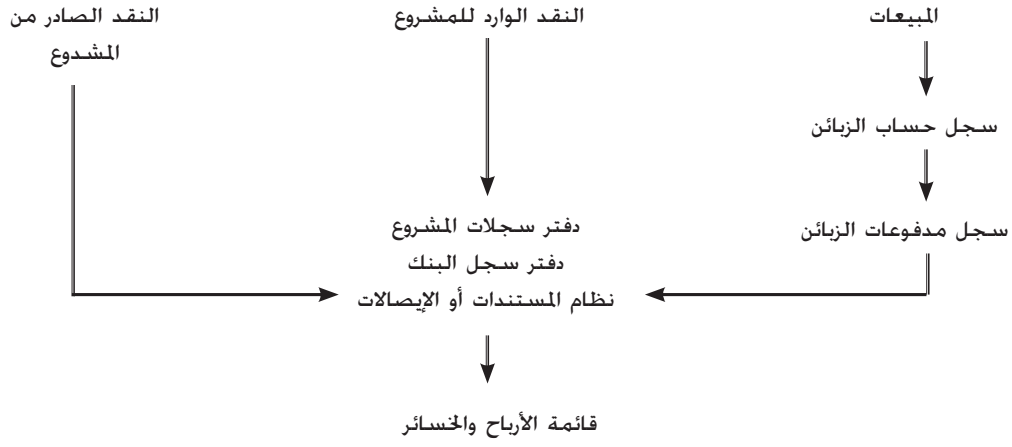 المبيعات
النقد الوارد للمشروع
النقد الصادر من
المشدوع
سجل حساب الزبائن
سجل مدفوعات الزبائن
دفتر سجلات المشروع
دفتر سجل البنك
نظام المستندات أو الإيصالات
قائمة الأرباح والخسائر